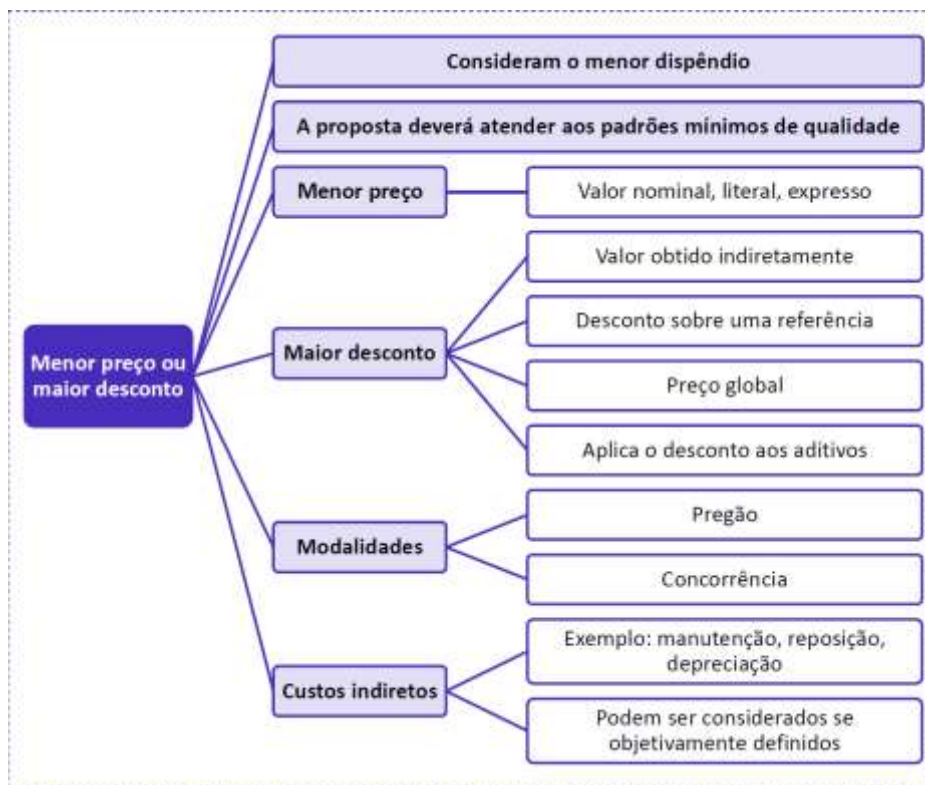 Consideram o menor dispêndio
A proposta deverá atender aos padrões mínimos de qualidade
Menor preço
Valor nominal, literal, expresso
Valor obtido indiretamente
Desconto sobre uma referência
Menor preço ou
maior desconto
Maior desconto
Preço global
Aplica o desconto aos aditivos
Pregão
Modalidades
Concorrência
Exemplo: manutenção, reposição,
depreciação
Custos indiretos
Podem ser considerados se
objetivamente definidos